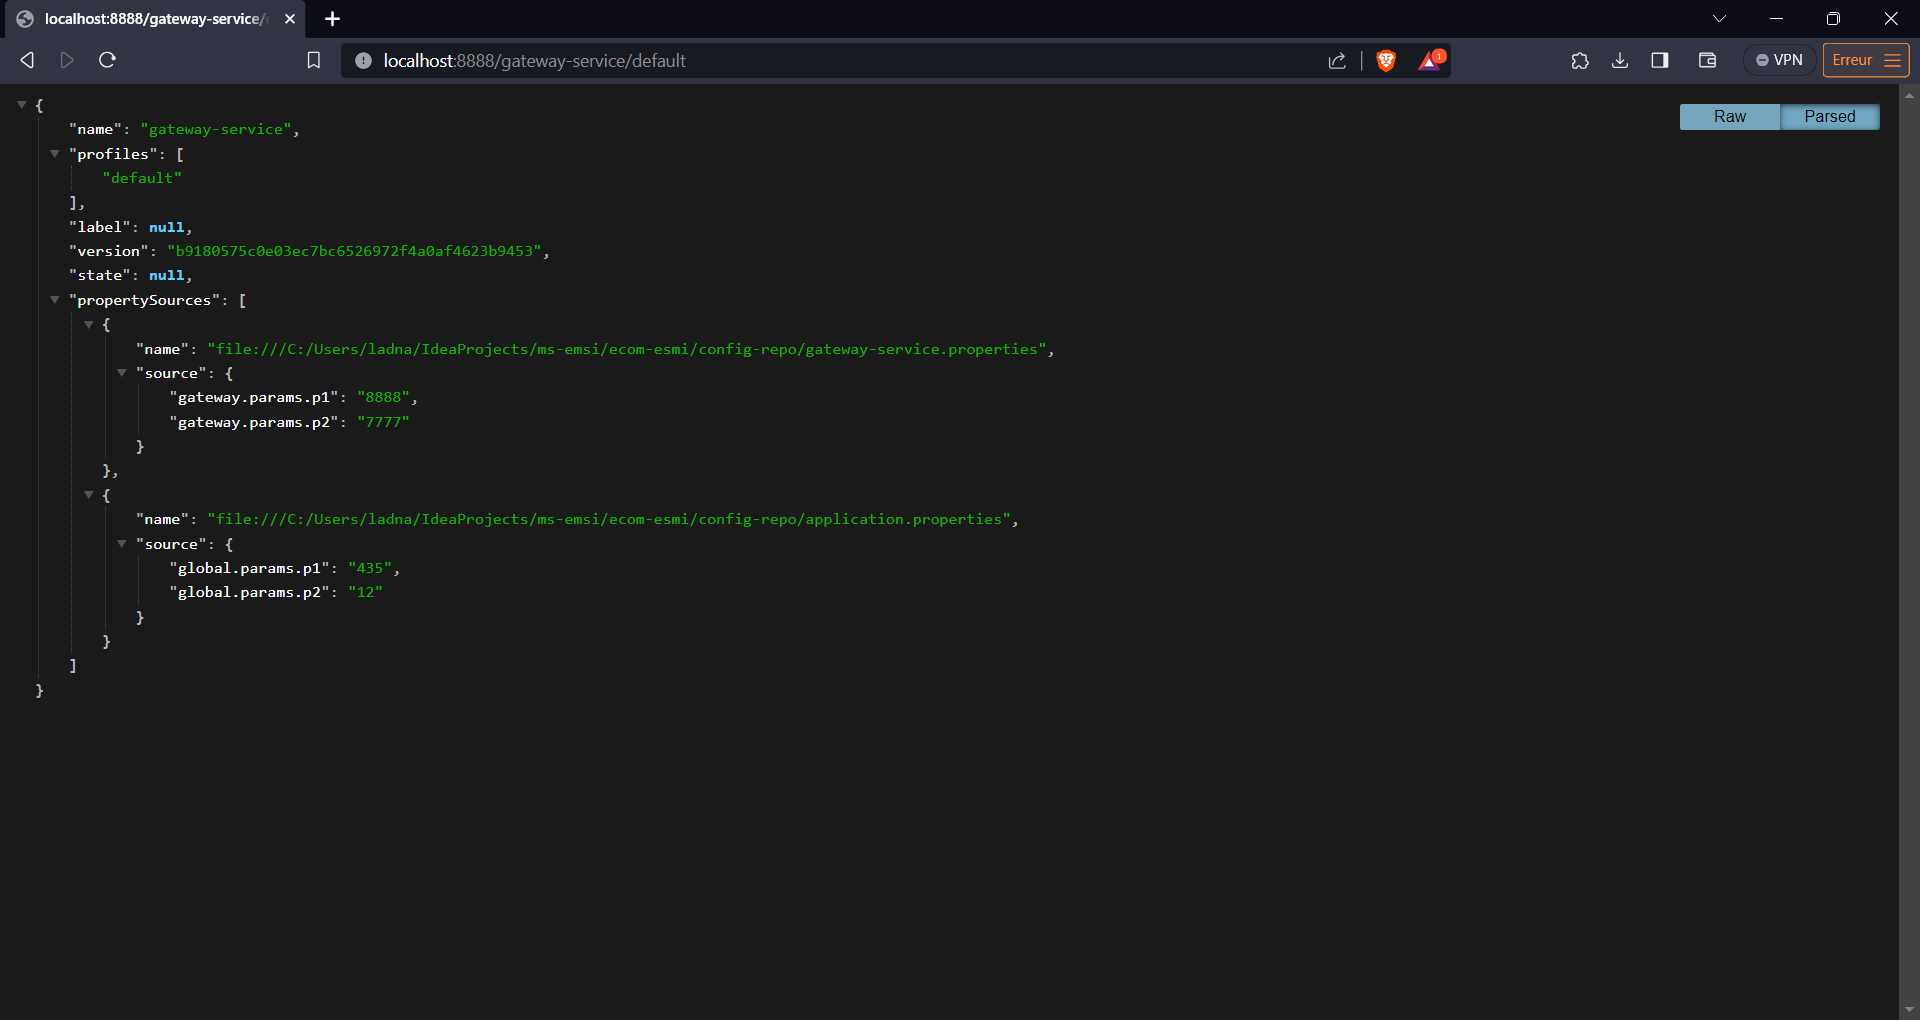 localhost:8888/gateway-service/
localhost:8888/gateway-service/default
1
VPN
Erreur
Raw
Parsed
{
"name": "gateway-service",
"profiles": [
"default"
],
"label": null,
"version": "b9180575c0e03ec7bc6526972f4a0af4623b9453",
"state": null,
"propertySources": [
{
"name": "file:///C:/Users/ladna/IdeaProjects/ms-emsi/ecom-esmi/config-repo/gateway-service.properties",
"source": {
"gateway.params.p1": "8888",
"gateway.params.p2": "7777"
}
},
{
"name": "file:///C:/Users/ladna/IdeaProjects/ms-emsi/ecom-esmi/config-repo/application.properties",
"source": {
"global.params.p1": "435",
"global.params.p2": "12"
}
}
]
}